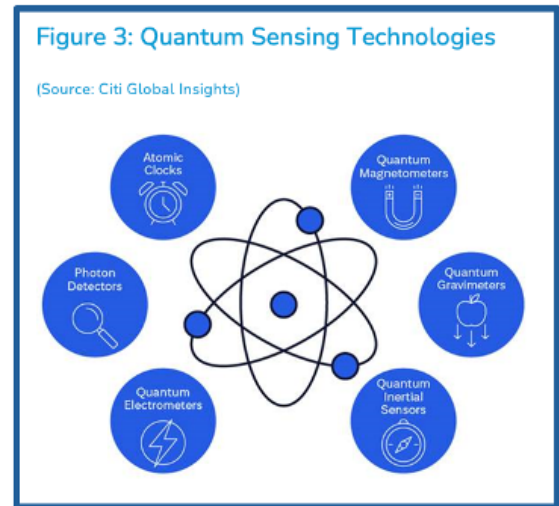 Figure 3: Quantum Sensing Technologies
(Source: Citi Global Insights)
Atomic
Clocks
Quantum
Magnetometers
Photon
Detectors
Quantum
Gravimeters
Quantum
Electrometers
Quantum
Inertial
Sensors